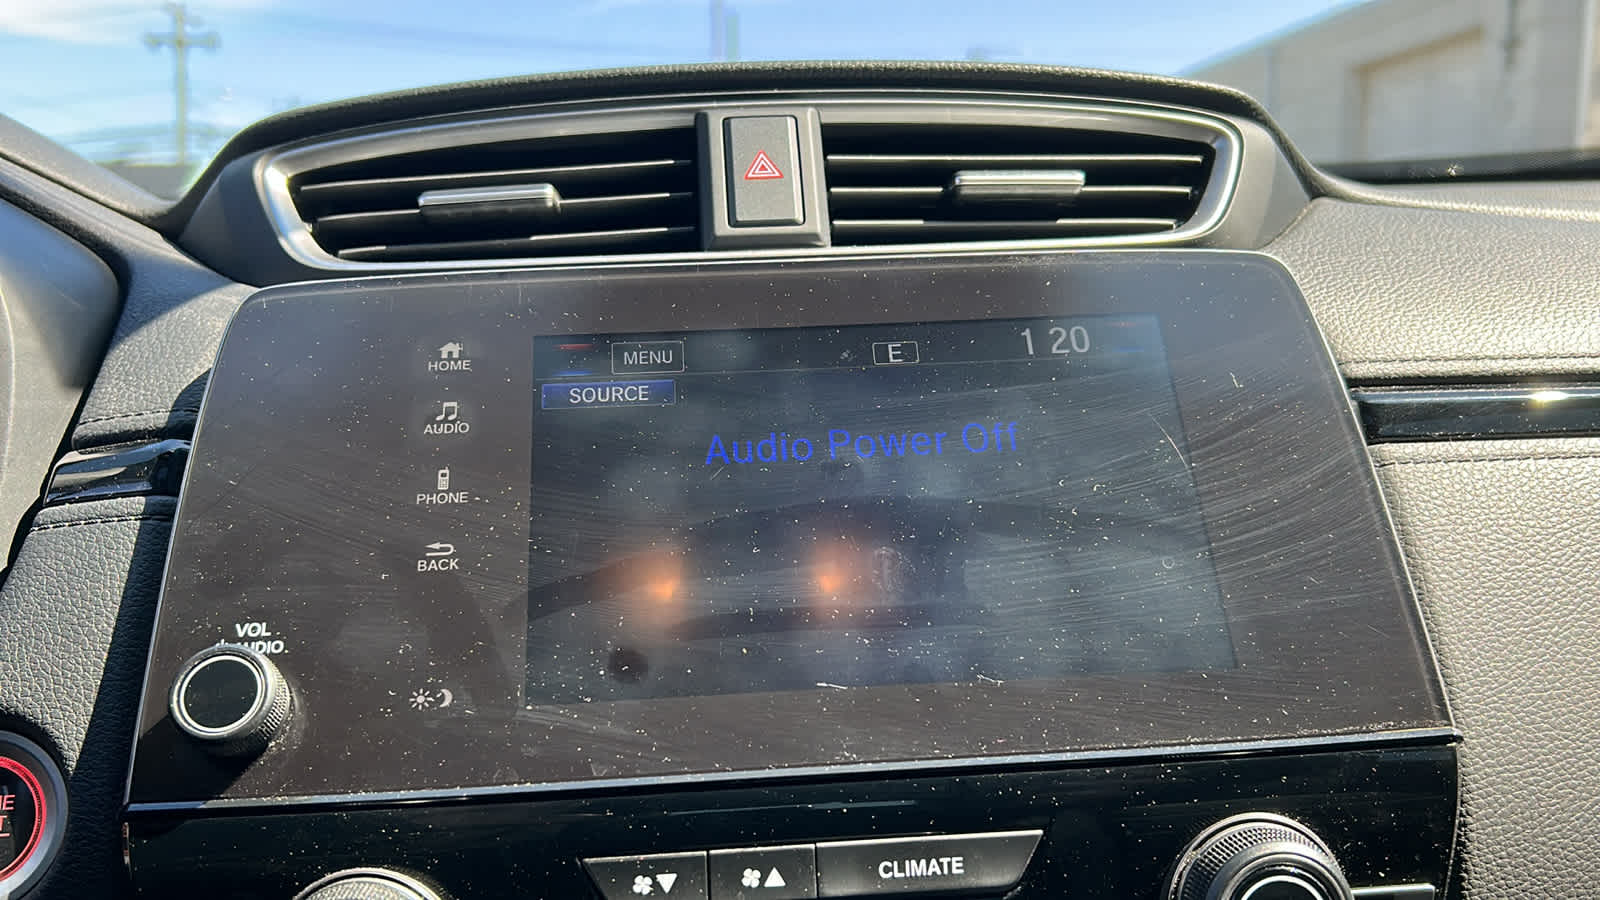 MENU
E
1 20
SOURCE
Audio Power Off
HOME
AUDIO
PHONE
BACK
VOL
CLIMATE